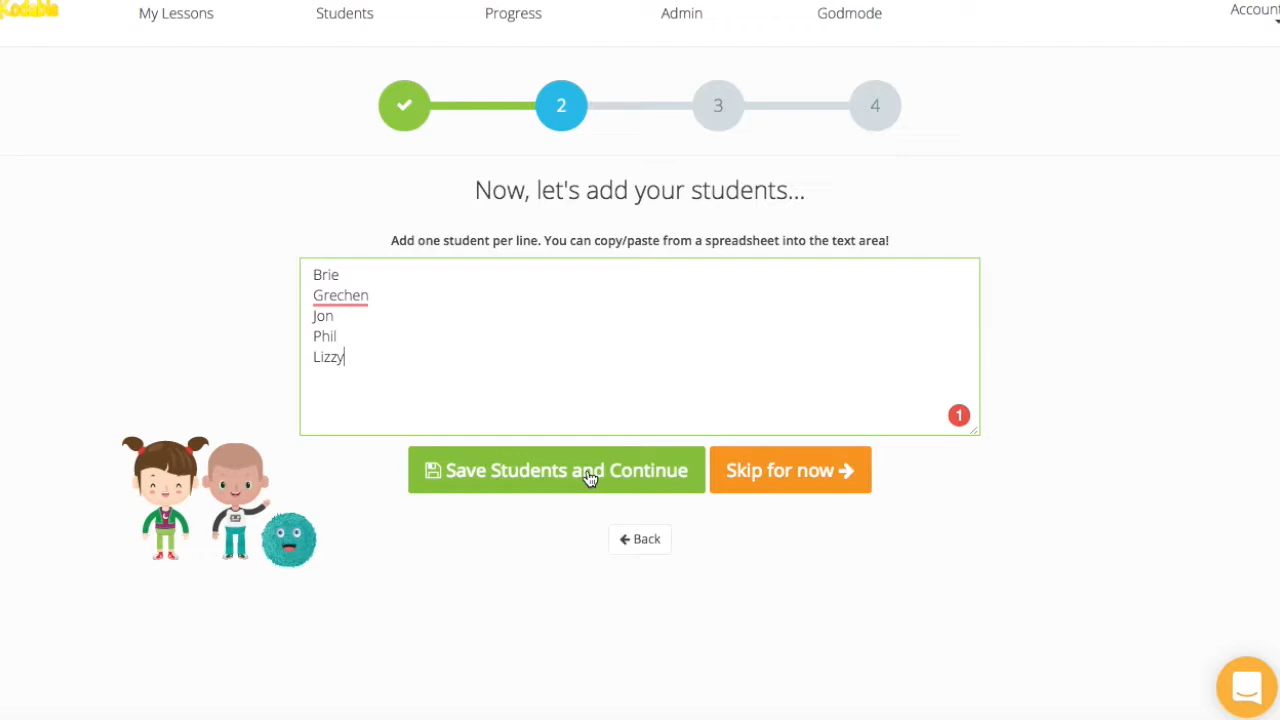 Kodable
My Lessons
Students
Progress
Admin
Godmode
Account
2
3
4
Now, let's add your students...
Add one student per line. You can copy/paste from a spreadsheet into the text area!
Brie
Grechen
Jon
Phil
Lizzy
1
Save Students and Continue
Skip for now
Back